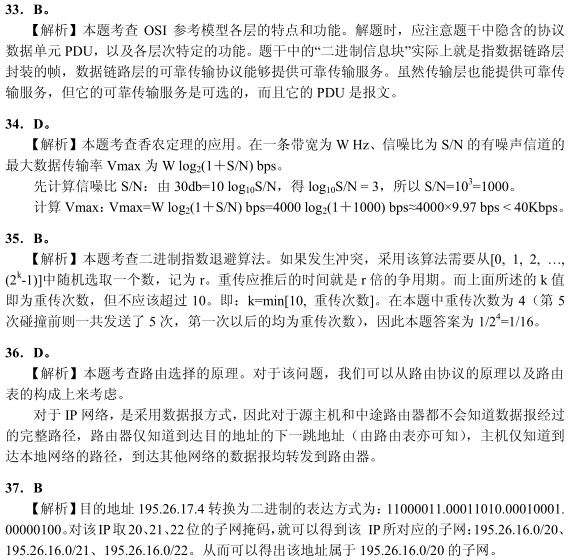 33．B。
【解析】本题考查 OSI 参考模型各层的特点和功能。解题时，应注意题干中隐含的协议
数据单元 PDU，以及各层次特定的功能。题干中的“二进制信息块”实际上就是指数据链路层
封装的帧，数据链路层的可靠传输协议能够提供可靠传输服务。虽然传输层也能提供可靠传
输服务，但它的可靠传输服务是可选的，而且它的 PDU 是报文。
34．D。
【解析】本题考查香农定理的应用。在一条带宽为 W Hz、信噪比为 S/N 的有噪声信道的
最大数据传输率 Vmax 为 W log₂(1＋S/N) bps。
先计算信噪比 S/N：由 30db=10 log₁₀S/N，得 log₁₀S/N = 3，所以 S/N=10³=1000。
计算 Vmax：Vmax=W log₂(1＋S/N) bps=4000 log₂(1＋1000) bps≈4000×9.97 bps < 40Kbps。
35．B。
【解析】本题考查二进制指数退避算法。如果发生冲突，采用该算法需要从[0, 1, 2, …,
(2ᵏ-1)]中随机选取一个数，记为 r。重传应推后的时间就是 r 倍的争用期。而上面所述的 k 值
即为重传次数，但不应该超过 10。即：k=min[10, 重传次数]。在本题中重传次数为 4（第 5
次碰撞前则一共发送了 5 次，第一次以后的均为重传次数），因此本题答案为 1/2⁴=1/16。
36．D。
【解析】本题考查路由选择的原理。对于该问题，我们可以从路由协议的原理以及路由
表的构成上来考虑。
对于 IP 网络，是采用数据报方式，因此对于源主机和中途路由器都不会知道数据报经过
的完整路径，路由器仅知道到达目的地址的下一跳地址（由路由表亦可知），主机仅知道到
达本地网络的路径，到达其他网络的数据报均转发到路由器。
37．B
【解析】目的地址 195.26.17.4 转换为二进制的表达方式为：11000011.00011010.00010001.
00000100。对该 IP 取 20、21、22 位的子网掩码，就可以得到该 IP 所对应的子网：195.26.16.0/20、
195.26.16.0/21、195.26.16.0/22。从而可以得出该地址属于 195.26.16.0/20 的子网。